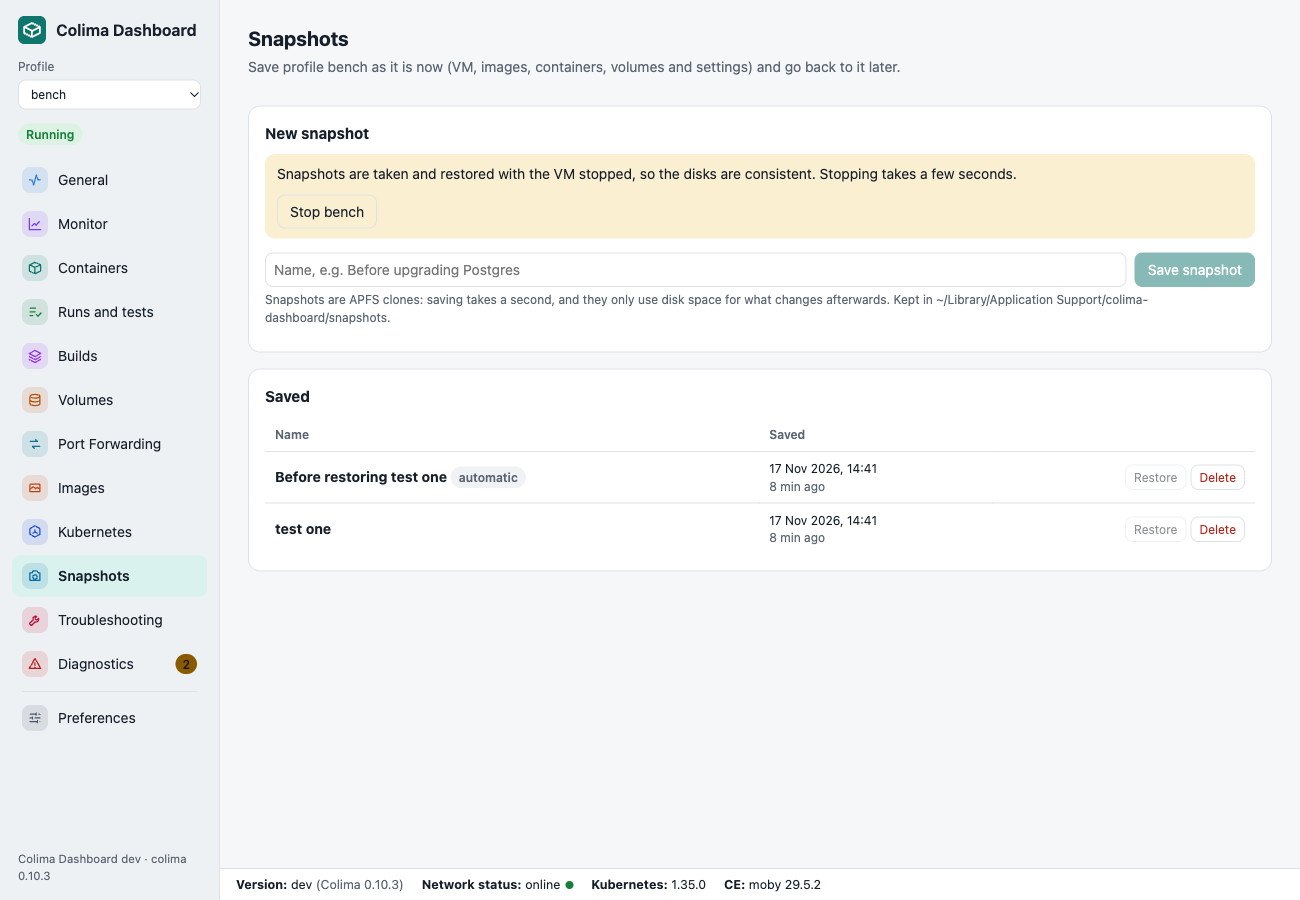 Colima Dashboard
Profile
bench
Running
General
Monitor
Containers
Runs and tests
Builds
Volumes
Port Forwarding
Images
Kubernetes
Snapshots
Troubleshooting
Diagnostics 2
Preferences
Colima Dashboard dev · colima
0.10.3
Snapshots
Save profile bench as it is now (VM, images, containers, volumes and settings) and go back to it later.
New snapshot
Snapshots are taken and restored with the VM stopped, so the disks are consistent. Stopping takes a few seconds.
Stop bench
Name, e.g. Before upgrading Postgres Save snapshot
Snapshots are APFS clones: saving takes a second, and they only use disk space for what changes afterwards. Kept in ~/Library/Application Support/colima-
dashboard/snapshots.
Saved
Name Saved
Before restoring test one automatic 17 Nov 2026, 14:41 Restore Delete
8 min ago
test one 17 Nov 2026, 14:41 Restore Delete
8 min ago
Version: dev (Colima 0.10.3) Network status: online Kubernetes: 1.35.0 CE: moby 29.5.2